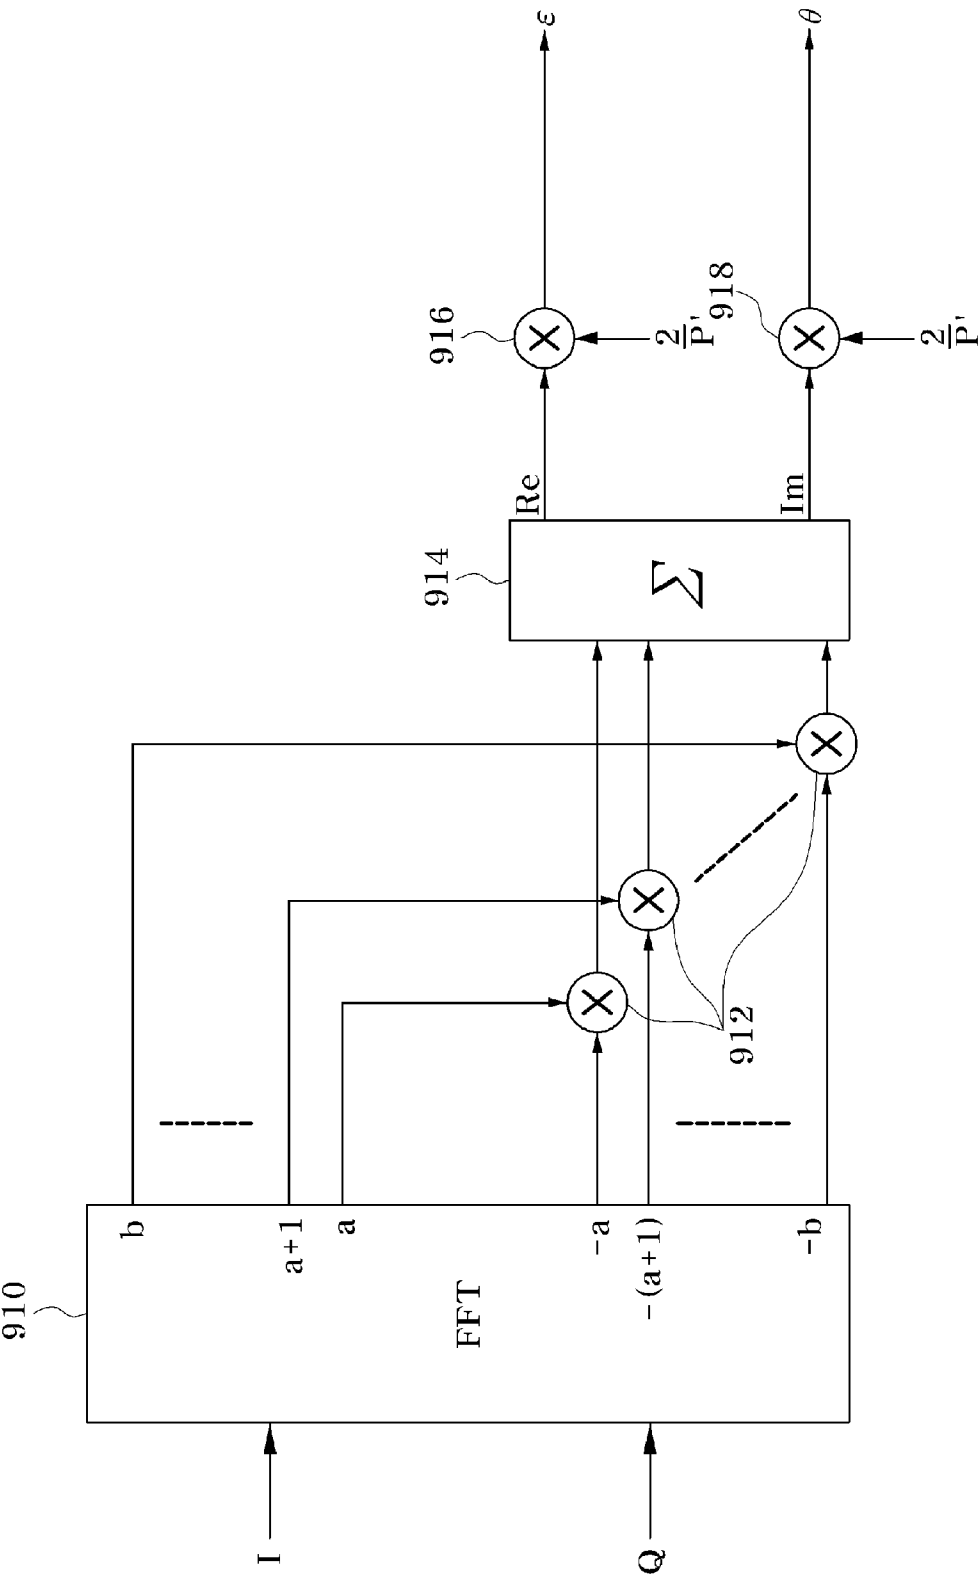 I
Q
910
FFT
b
a+1
a
-a
-(a+1)
-b
912
914
Σ
Re
Im
916
2/P'
918
2/P'
ε
θ